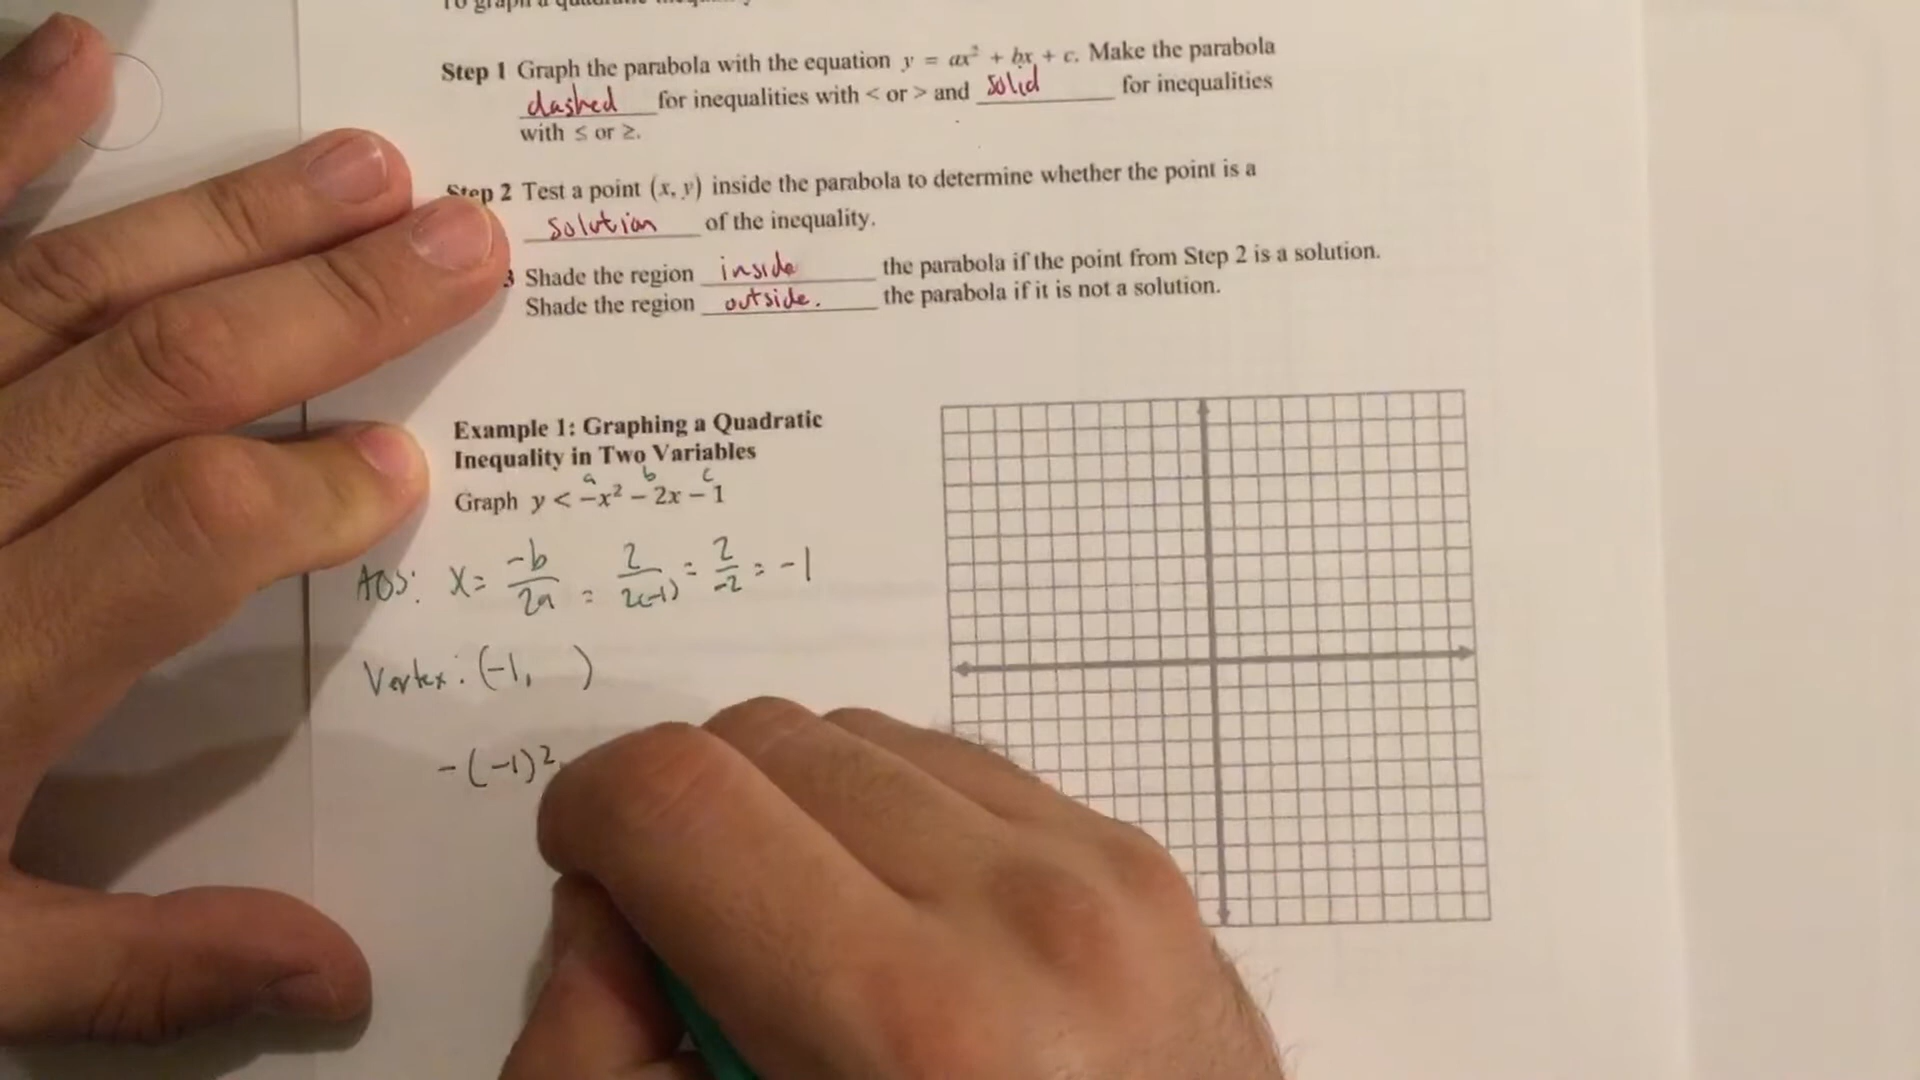 To graph a quadratic inequality
Step 1 Graph the parabola with the equation y = ax² + bx + c. Make the parabola
dashed for inequalities with < or > and solid for inequalities
with ≤ or ≥.
Step 2 Test a point (x, y) inside the parabola to determine whether the point is a
solution of the inequality.
3 Shade the region inside the parabola if the point from Step 2 is a solution.
Shade the region outside. the parabola if it is not a solution.
Example 1: Graphing a Quadratic
Inequality in Two Variables
a b c
Graph y < -x² - 2x - 1
AOS: x = -b/2a = 2/2(-1) = 2/-2 = -1
Vertex: (-1, )
-(-1)²